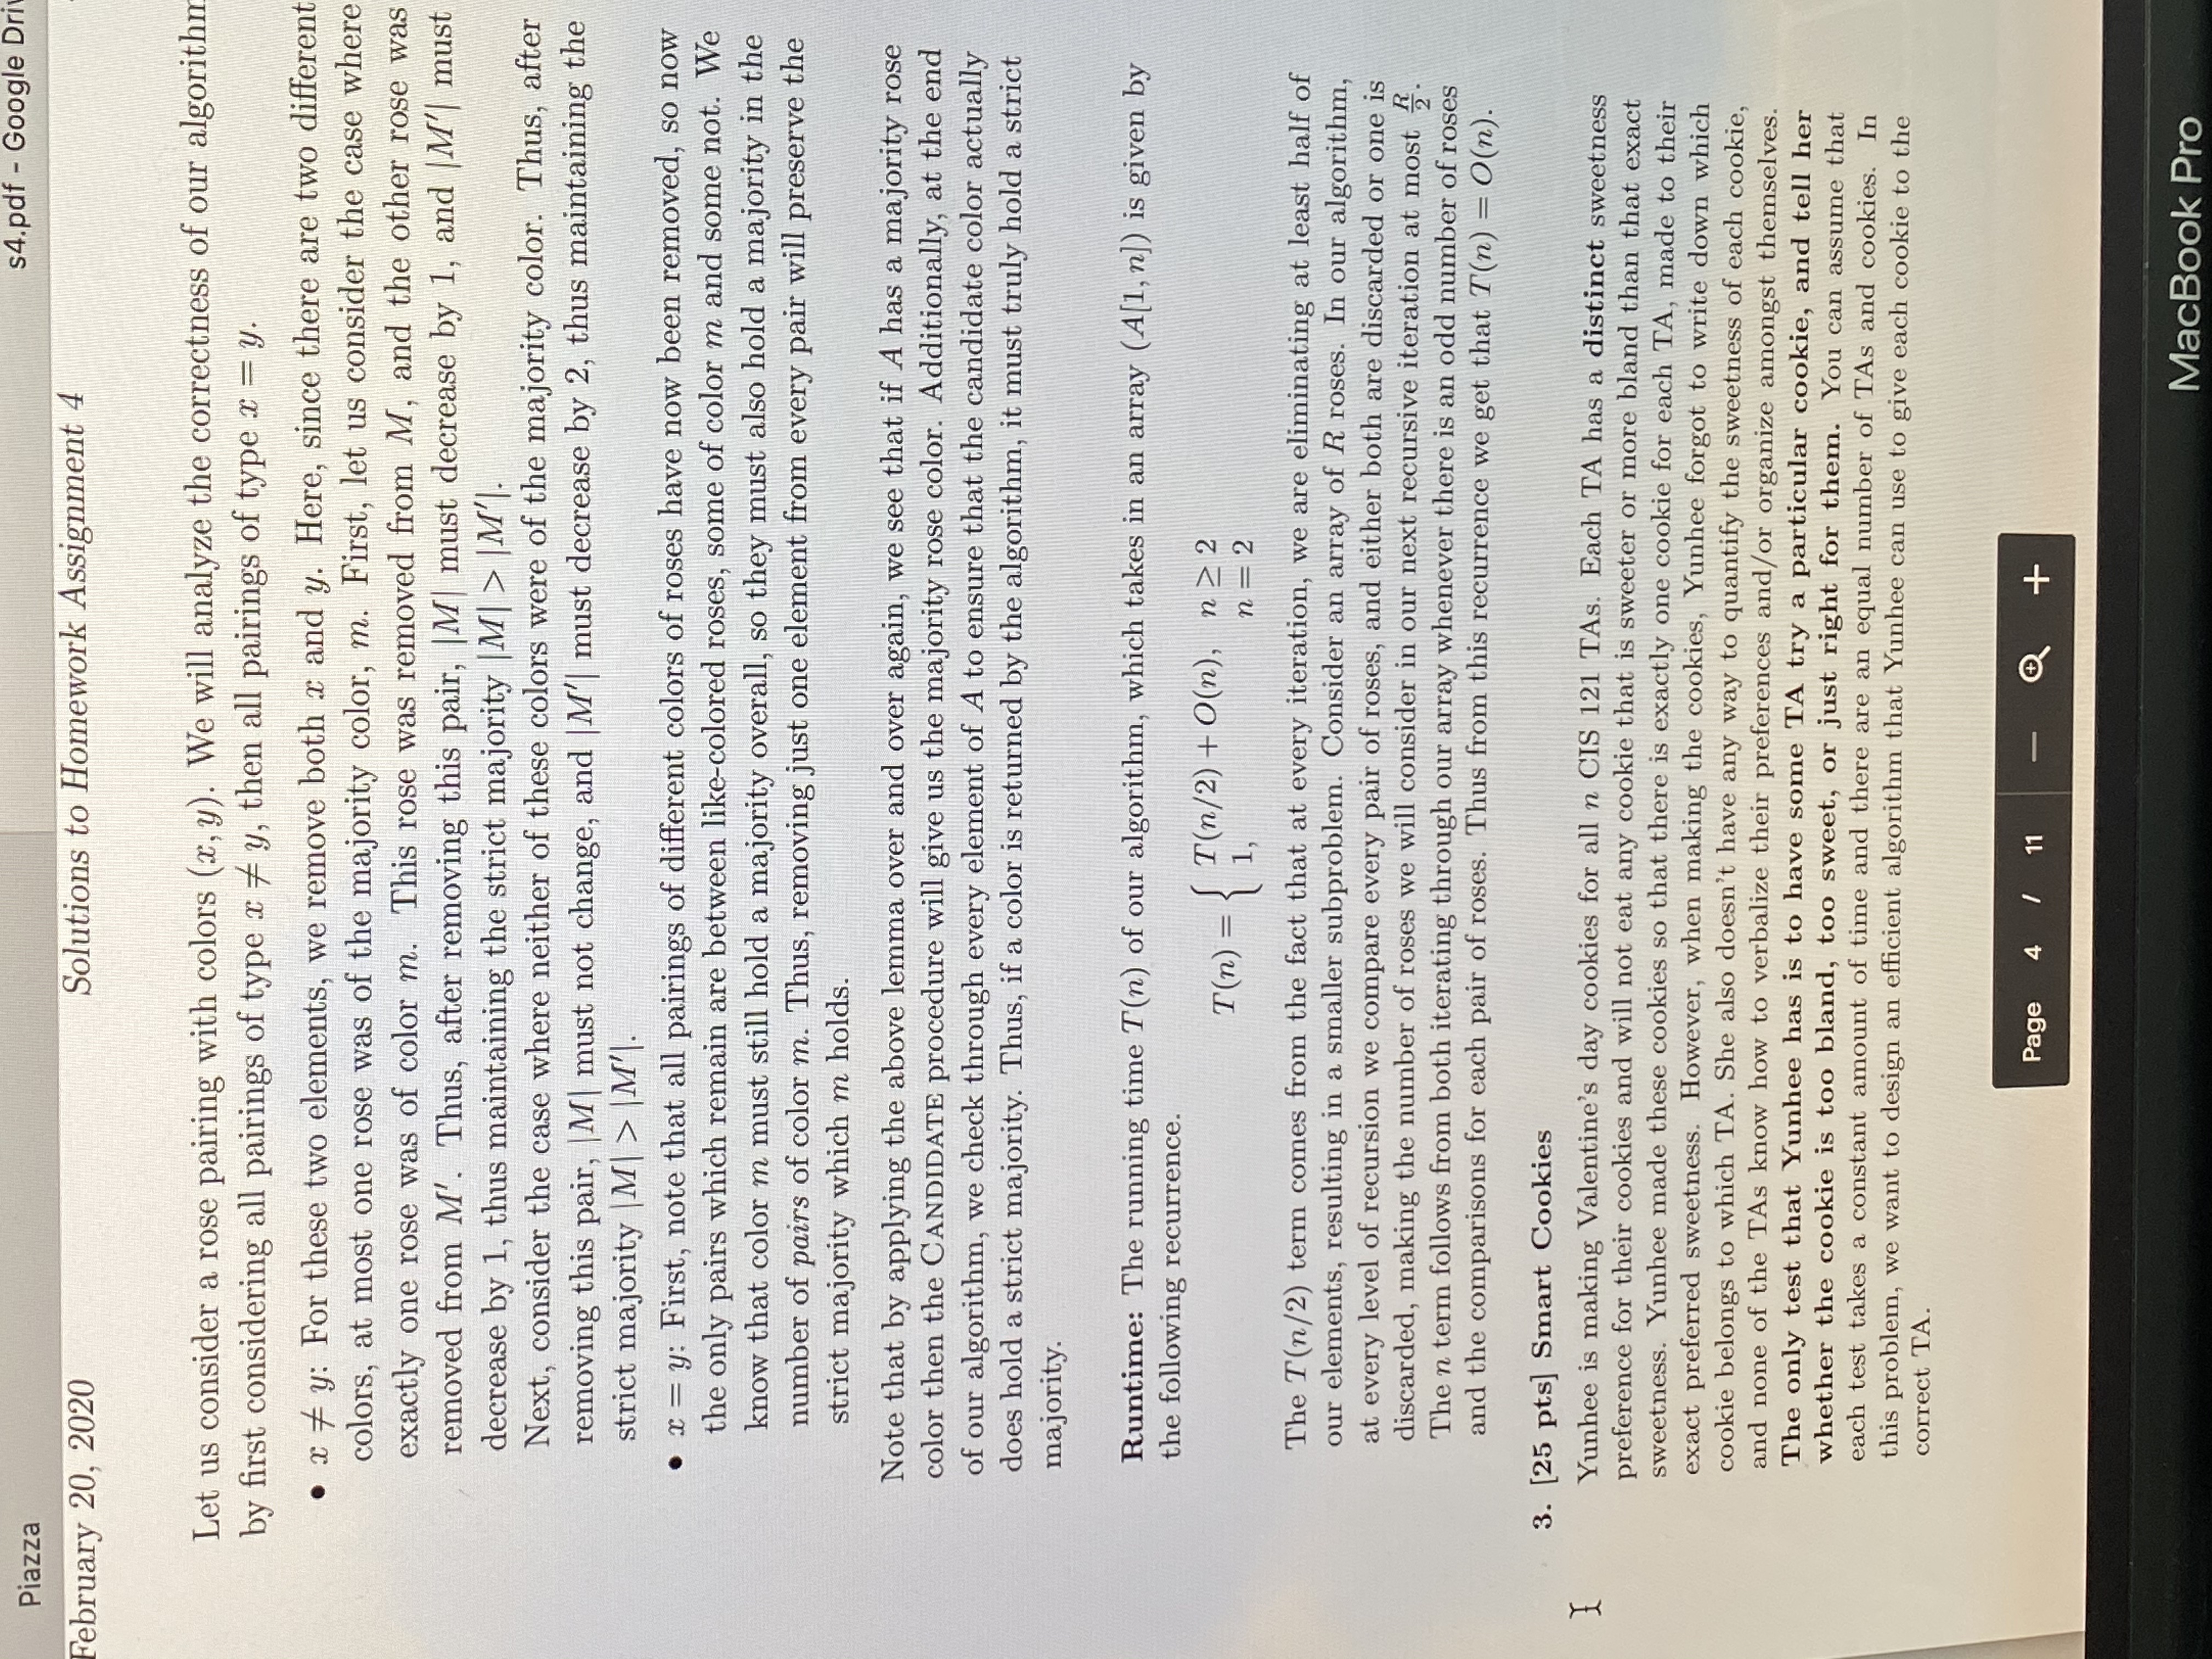 Piazza
s4.pdf - Google Driv
February 20, 2020
Solutions to Homework Assignment 4
Let us consider a rose pairing with colors (x, y). We will analyze the correctness of our algorithm
by first considering all pairings of type x ≠ y, then all pairings of type x = y.
• x ≠ y: For these two elements, we remove both x and y. Here, since there are two different
colors, at most one rose was of the majority color, m. First, let us consider the case where
exactly one rose was of color m. This rose was removed from M, and the other rose was
removed from M′. Thus, after removing this pair, |M| must decrease by 1, and |M′| must
decrease by 1, thus maintaining the strict majority |M| > |M′|.
Next, consider the case where neither of these colors were of the majority color. Thus, after
removing this pair, |M| must not change, and |M′| must decrease by 2, thus maintaining the
strict majority |M| > |M′|.
• x = y: First, note that all pairings of different colors of roses have now been removed, so now
the only pairs which remain are between like-colored roses, some of color m and some not. We
know that color m must still hold a majority overall, so they must also hold a majority in the
number of pairs of color m. Thus, removing just one element from every pair will preserve the
strict majority which m holds.
Note that by applying the above lemma over and over again, we see that if A has a majority rose
color then the CANDIDATE procedure will give us the majority rose color. Additionally, at the end
of our algorithm, we check through every element of A to ensure that the candidate color actually
does hold a strict majority. Thus, if a color is returned by the algorithm, it must truly hold a strict
majority.
Runtime: The running time T(n) of our algorithm, which takes in an array (A[1, n]) is given by
the following recurrence.
T(n) = { T(n/2) + O(n), n ≥ 2
1, n = 2
The T(n/2) term comes from the fact that at every iteration, we are eliminating at least half of
our elements, resulting in a smaller subproblem. Consider an array of R roses. In our algorithm,
at every level of recursion we compare every pair of roses, and either both are discarded or one is
discarded, making the number of roses we will consider in our next recursive iteration at most R/2.
The n term follows from both iterating through our array whenever there is an odd number of roses
and the comparisons for each pair of roses. Thus from this recurrence we get that T(n) = O(n).
3. [25 pts] Smart Cookies
Yunhee is making Valentine's day cookies for all n CIS 121 TAs. Each TA has a distinct sweetness
preference for their cookies and will not eat any cookie that is sweeter or more bland than that exact
sweetness. Yunhee made these cookies so that there is exactly one cookie for each TA, made to their
exact preferred sweetness. However, when making the cookies, Yunhee forgot to write down which
cookie belongs to which TA. She also doesn't have any way to quantify the sweetness of each cookie,
and none of the TAs know how to verbalize their preferences and/or organize amongst themselves.
The only test that Yunhee has is to have some TA try a particular cookie, and tell her
whether the cookie is too bland, too sweet, or just right for them. You can assume that
each test takes a constant amount of time and there are an equal number of TAs and cookies. In
this problem, we want to design an efficient algorithm that Yunhee can use to give each cookie to the
correct TA.
Page 4 / 11
MacBook Pro